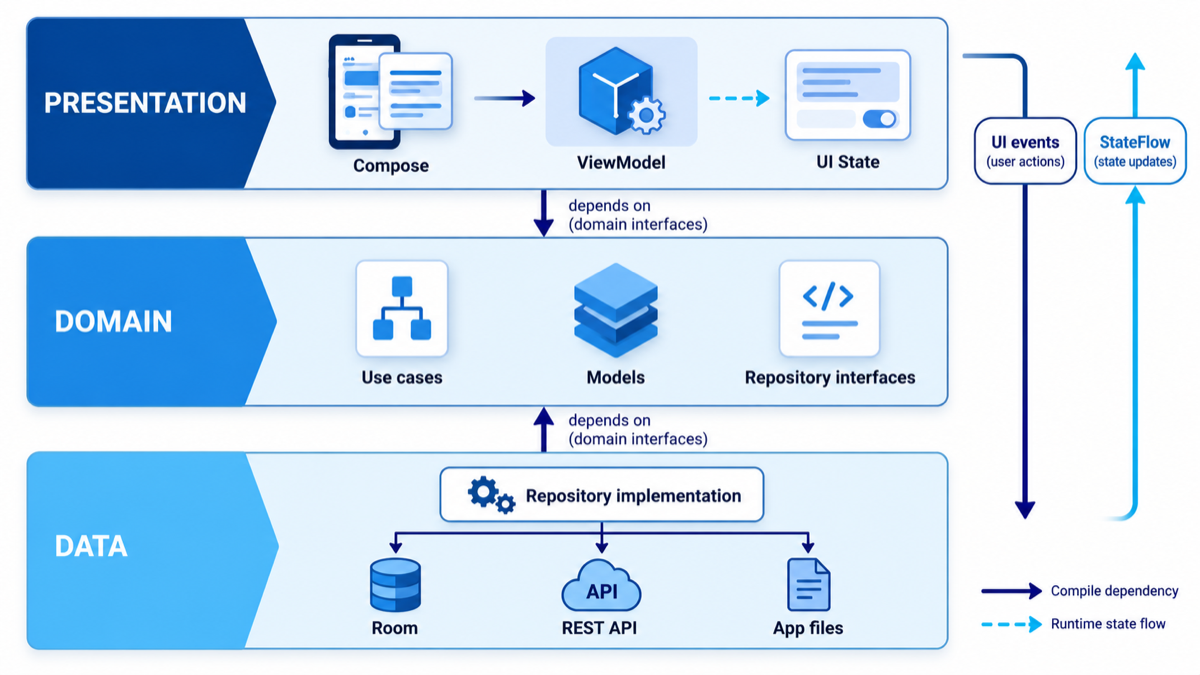 PRESENTATION
Compose
ViewModel
UI State
UI events
(user actions)
StateFlow
(state updates)
depends on
(domain interfaces)
DOMAIN
Use cases
Models
Repository interfaces
depends on
(domain interfaces)
DATA
Repository implementation
Room
API
REST API
App files
Compile dependency
Runtime state flow